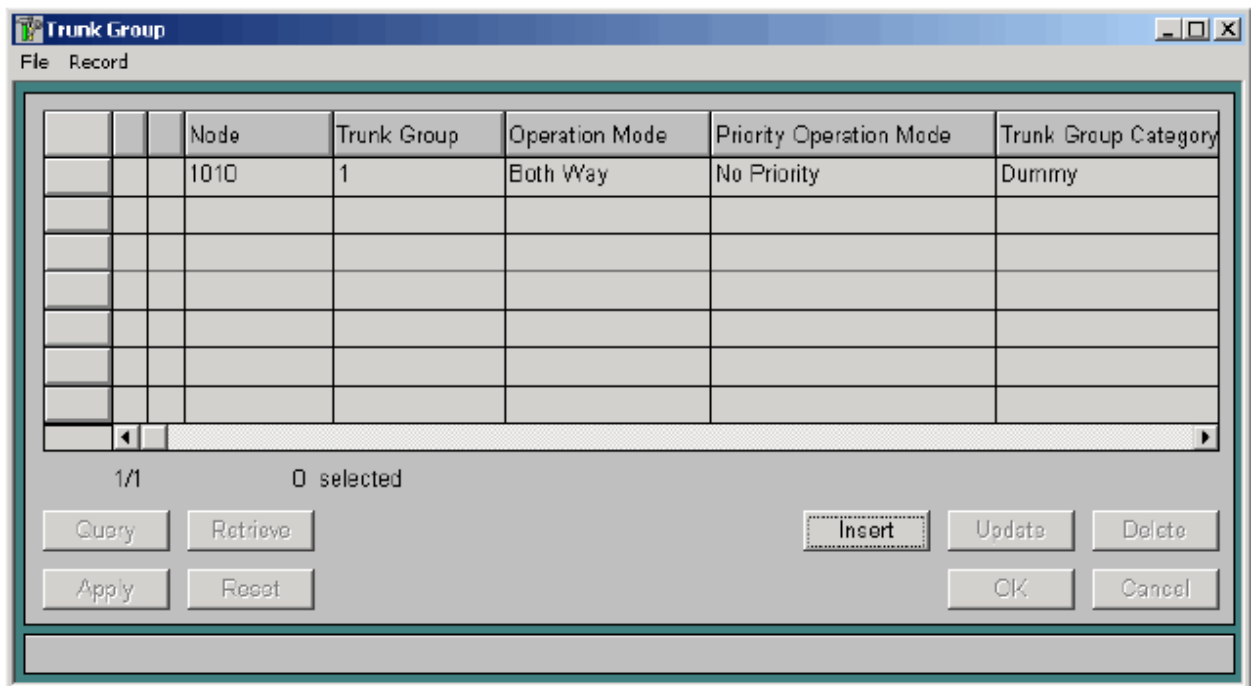 Trunk Group
File Record
Node Trunk Group Operation Mode Priority Operation Mode Trunk Group Category
1010 1 Both Way No Priority Dummy
1/1 0 selected
Query Retrieve Insert Update Delete
Apply Reset OK Cancel